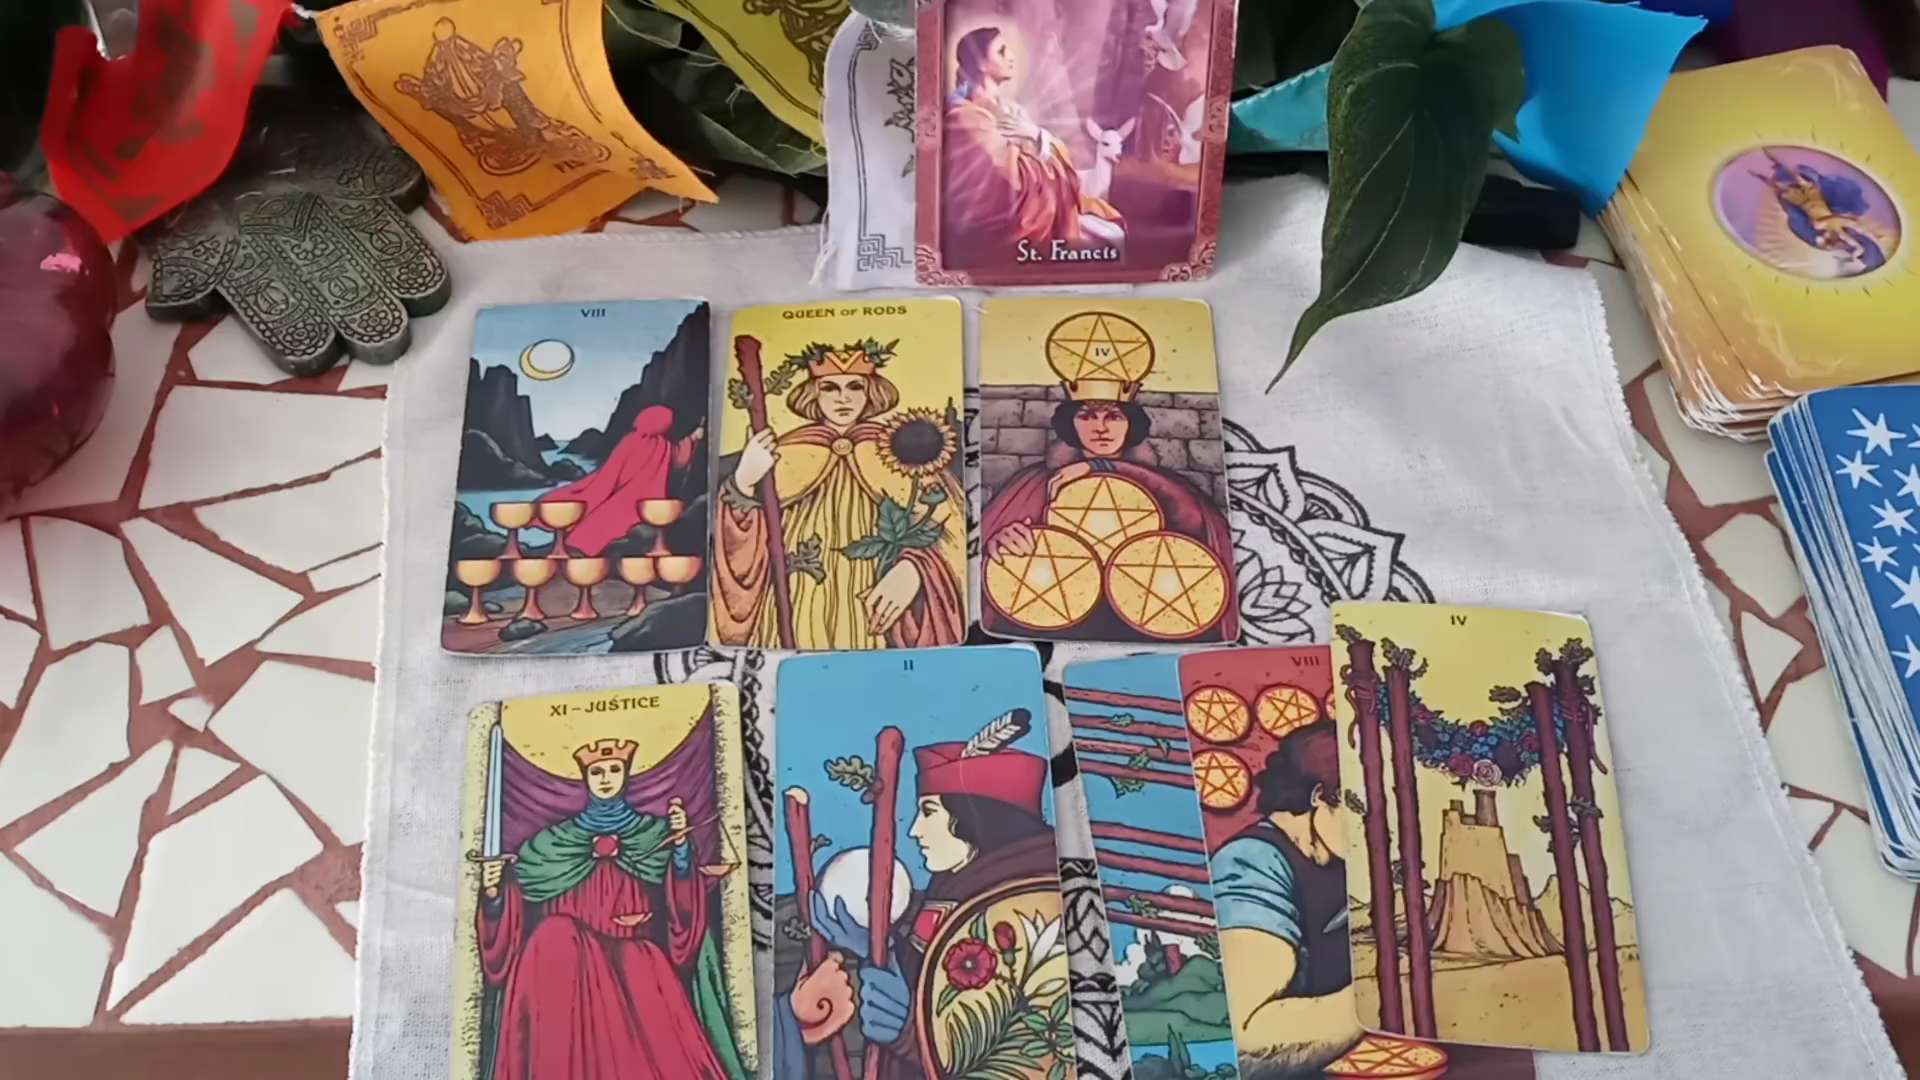 St. Francis
VIII
QUEEN OF RODS
IV
XI - JUSTICE
II
VIII
IV